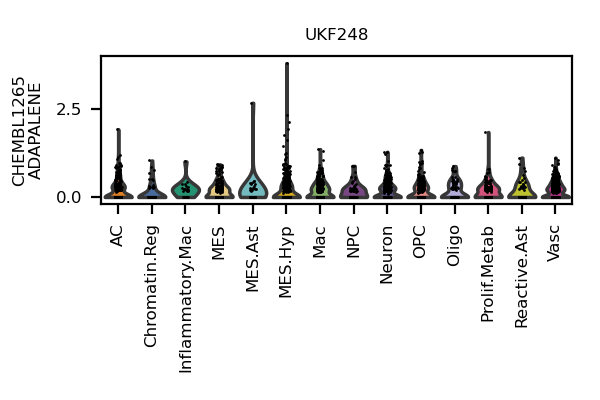 UKF248
CHEMBL1265
ADAPALENE
2.5
0.0
AC
Chromatin.Reg
Inflammatory.Mac
MES
MES.Ast
MES.Hyp
Mac
NPC
Neuron
OPC
Oligo
Prolif.Metab
Reactive.Ast
Vasc